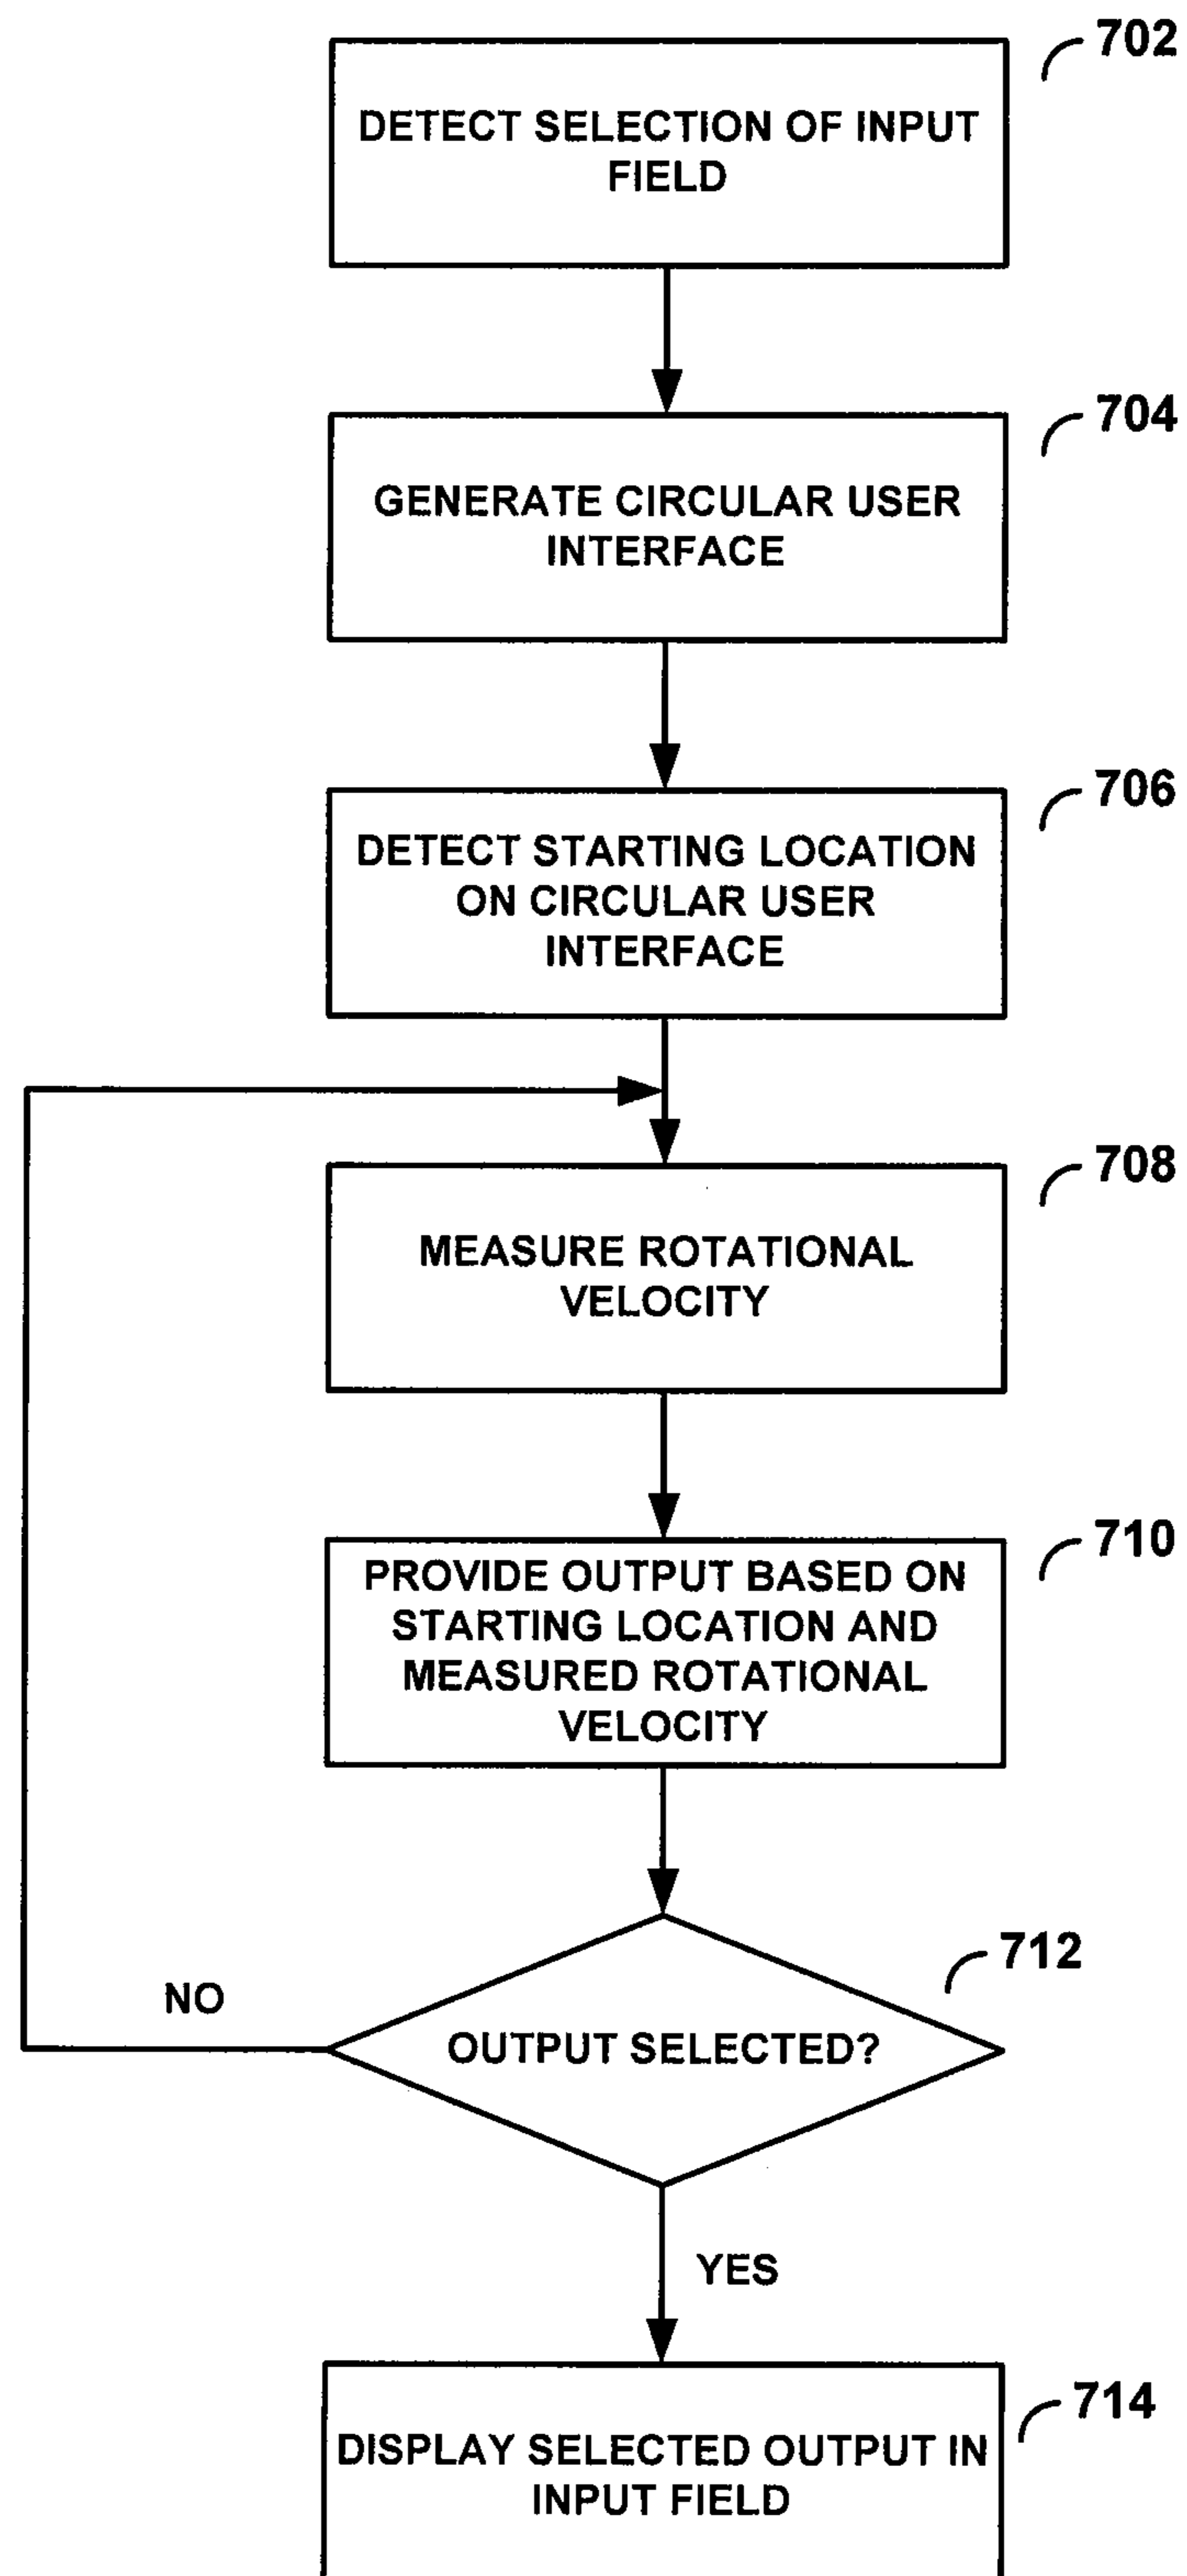 702
DETECT SELECTION OF INPUT
FIELD
704
GENERATE CIRCULAR USER
INTERFACE
706
DETECT STARTING LOCATION
ON CIRCULAR USER
INTERFACE
708
MEASURE ROTATIONAL
VELOCITY
710
PROVIDE OUTPUT BASED ON
STARTING LOCATION AND
MEASURED ROTATIONAL
VELOCITY
712
NO
OUTPUT SELECTED?
YES
714
DISPLAY SELECTED OUTPUT IN
INPUT FIELD